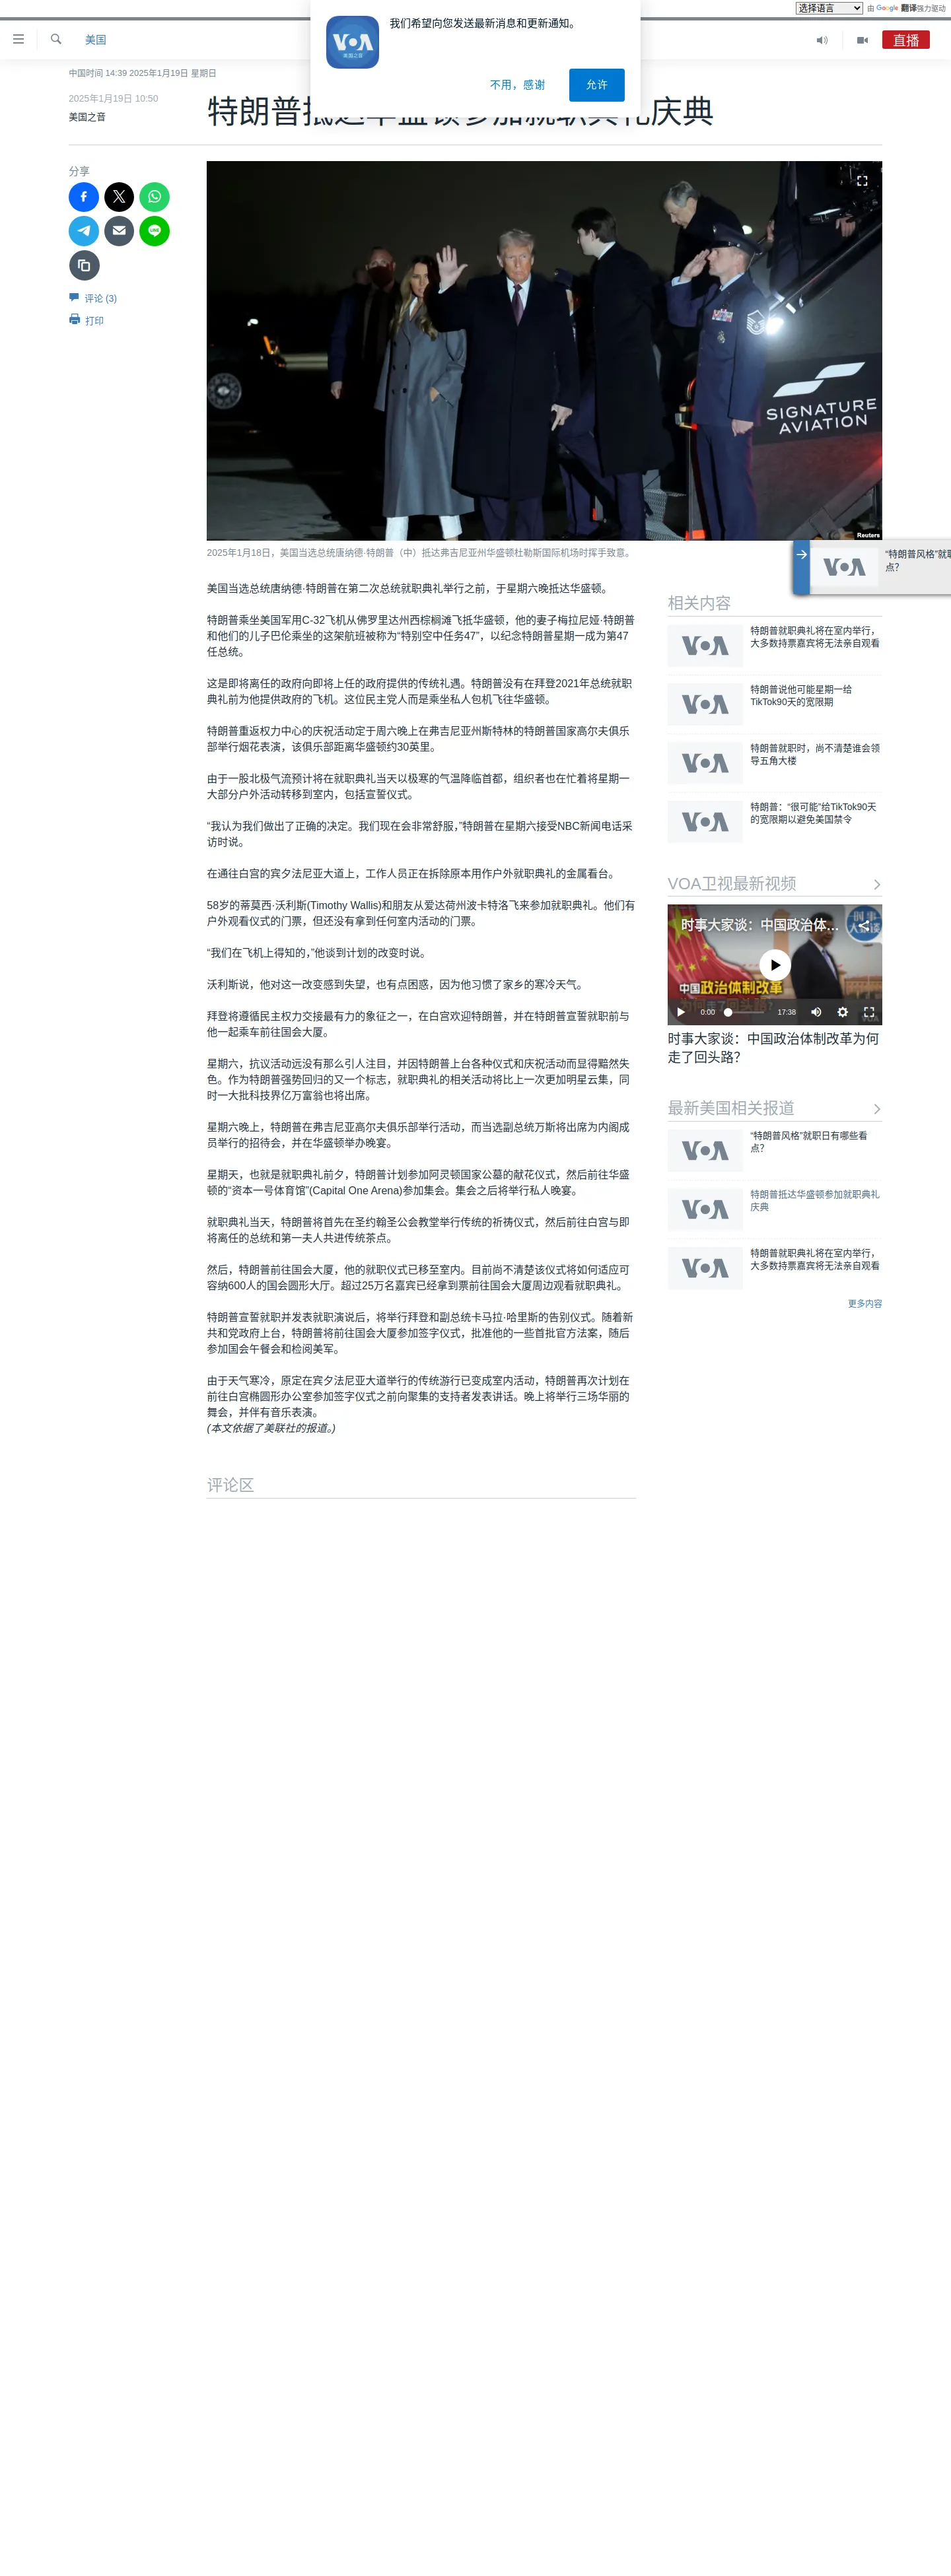 选择语言
由 Google 翻译强力驱动
VOA
美国之音
我们希望向您发送最新消息和更新通知。
不用，感谢
允许
美国
直播
中国时间 14:39 2025年1月19日 星期日
2025年1月19日 10:50
美国之音
特朗普抵达华盛顿参加就职典礼庆典
分享
LINE
评论 (3)
打印
SIGNATURE
AVIATION
Reuters
2025年1月18日，美国当选总统唐纳德·特朗普（中）抵达弗吉尼亚州华盛顿杜勒斯国际机场时挥手致意。
美国当选总统唐纳德·特朗普在第二次总统就职典礼举行之前，于星期六晚抵达华盛顿。
特朗普乘坐美国军用C-32飞机从佛罗里达州西棕榈滩飞抵华盛顿，他的妻子梅拉尼娅·特朗普
和他们的儿子巴伦乘坐的这架航班被称为“特别空中任务47”，以纪念特朗普星期一成为第47
任总统。
这是即将离任的政府向即将上任的政府提供的传统礼遇。特朗普没有在拜登2021年总统就职
典礼前为他提供政府的飞机。这位民主党人而是乘坐私人包机飞往华盛顿。
特朗普重返权力中心的庆祝活动定于周六晚上在弗吉尼亚州斯特林的特朗普国家高尔夫俱乐
部举行烟花表演，该俱乐部距离华盛顿约30英里。
由于一股北极气流预计将在就职典礼当天以极寒的气温降临首都，组织者也在忙着将星期一
大部分户外活动转移到室内，包括宣誓仪式。
“我认为我们做出了正确的决定。我们现在会非常舒服，”特朗普在星期六接受NBC新闻电话采
访时说。
在通往白宫的宾夕法尼亚大道上，工作人员正在拆除原本用作户外就职典礼的金属看台。
58岁的蒂莫西·沃利斯(Timothy Wallis)和朋友从爱达荷州波卡特洛飞来参加就职典礼。他们有
户外观看仪式的门票，但还没有拿到任何室内活动的门票。
“我们在飞机上得知的，”他谈到计划的改变时说。
沃利斯说，他对这一改变感到失望，也有点困惑，因为他习惯了家乡的寒冷天气。
拜登将遵循民主权力交接最有力的象征之一，在白宫欢迎特朗普，并在特朗普宣誓就职前与
他一起乘车前往国会大厦。
星期六，抗议活动远没有那么引人注目，并因特朗普上台各种仪式和庆祝活动而显得黯然失
色。作为特朗普强势回归的又一个标志，就职典礼的相关活动将比上一次更加明星云集，同
时一大批科技界亿万富翁也将出席。
星期六晚上，特朗普在弗吉尼亚高尔夫俱乐部举行活动，而当选副总统万斯将出席为内阁成
员举行的招待会，并在华盛顿举办晚宴。
星期天，也就是就职典礼前夕，特朗普计划参加阿灵顿国家公墓的献花仪式，然后前往华盛
顿的“资本一号体育馆”(Capital One Arena)参加集会。集会之后将举行私人晚宴。
就职典礼当天，特朗普将首先在圣约翰圣公会教堂举行传统的祈祷仪式，然后前往白宫与即
将离任的总统和第一夫人共进传统茶点。
然后，特朗普前往国会大厦，他的就职仪式已移至室内。目前尚不清楚该仪式将如何适应可
容纳600人的国会圆形大厅。超过25万名嘉宾已经拿到票前往国会大厦周边观看就职典礼。
特朗普宣誓就职并发表就职演说后，将举行拜登和副总统卡马拉·哈里斯的告别仪式。随着新
共和党政府上台，特朗普将前往国会大厦参加签字仪式，批准他的一些首批官方法案，随后
参加国会午餐会和检阅美军。
由于天气寒冷，原定在宾夕法尼亚大道举行的传统游行已变成室内活动，特朗普再次计划在
前往白宫椭圆形办公室参加签字仪式之前向聚集的支持者发表讲话。晚上将举行三场华丽的
舞会，并伴有音乐表演。
(本文依据了美联社的报道。)
评论区
VOA
“特朗普风格”就职
点？
相关内容
VOA
特朗普就职典礼将在室内举行，
大多数持票嘉宾将无法亲自观看
VOA
特朗普说他可能星期一给
TikTok90天的宽限期
VOA
特朗普就职时，尚不清楚谁会领
导五角大楼
VOA
特朗普：“很可能”给TikTok90天
的宽限期以避免美国禁令
VOA卫视最新视频
时事大家谈：中国政治体...
时事
大家谈
中国政治体制改革
为何走了回头路？
0:00
17:38
VOA
时事大家谈：中国政治体制改革为何
走了回头路？
最新美国相关报道
VOA
“特朗普风格”就职日有哪些看
点？
VOA
特朗普抵达华盛顿参加就职典礼
庆典
VOA
特朗普就职典礼将在室内举行，
大多数持票嘉宾将无法亲自观看
更多内容